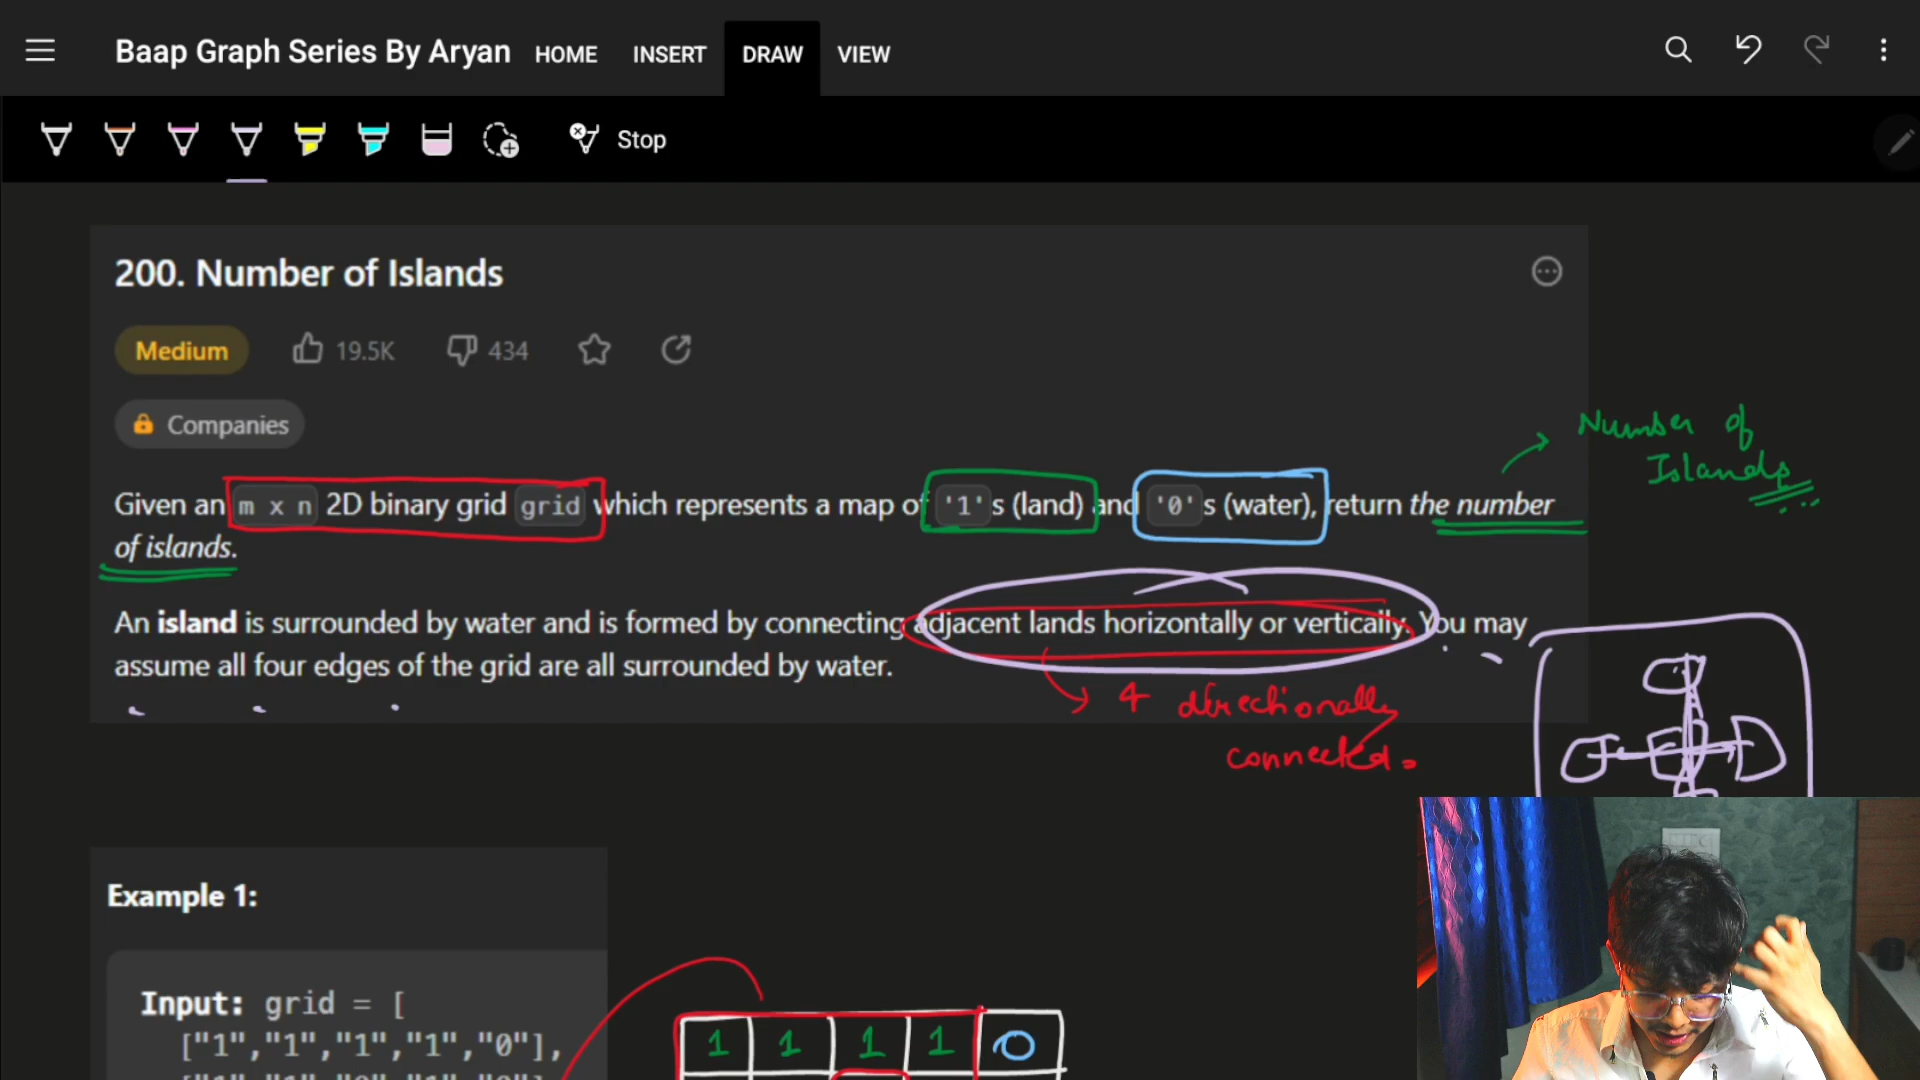 Baap Graph Series By Aryan HOME INSERT DRAW VIEW
Stop
200. Number of Islands
Medium 19.5K 434
Companies
Number of
Islands
Given an m x n 2D binary grid grid which represents a map of '1's (land) and '0's (water), return the number
of islands.
An island is surrounded by water and is formed by connecting adjacent lands horizontally or vertically. You may
assume all four edges of the grid are all surrounded by water.
4 directionally
connected.
Example 1:
Input: grid = [
["1","1","1","1","0"],
1 1 1 1 0